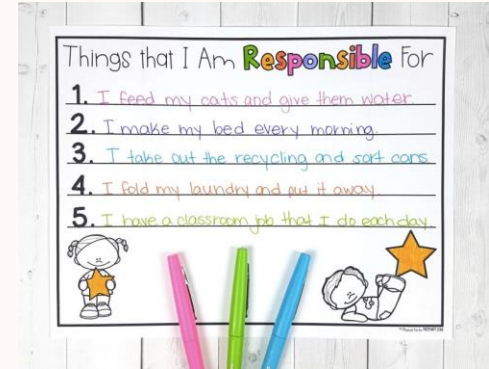 Things that I Am Responsible For
1. I feed my cats and give them water.
2. I make my bed every morning.
3. I take out the recycling and sort cans
4. I fold my laundry and put it away.
5. I have a classroom job that I do each day.